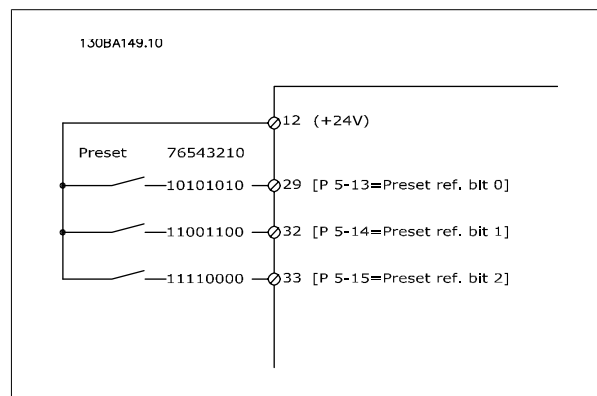 130BA149.10
12 (+24V)
Preset 76543210
10101010 29 [P 5-13=Preset ref. bit 0]
11001100 32 [P 5-14=Preset ref. bit 1]
11110000 33 [P 5-15=Preset ref. bit 2]